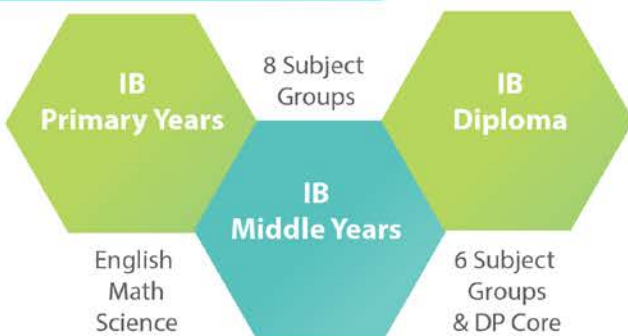 IB
Primary Years
8 Subject
Groups
IB
Diploma
IB
Middle Years
English
Math
Science
6 Subject
Groups
& DP Core